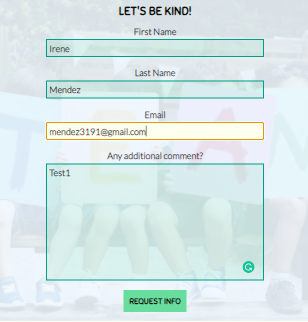 LET'S BE KIND!
First Name
Irene
Last Name
Mendez
Email
mendez3191@gmail.com
Any additional comment?
Test1
REQUEST INFO